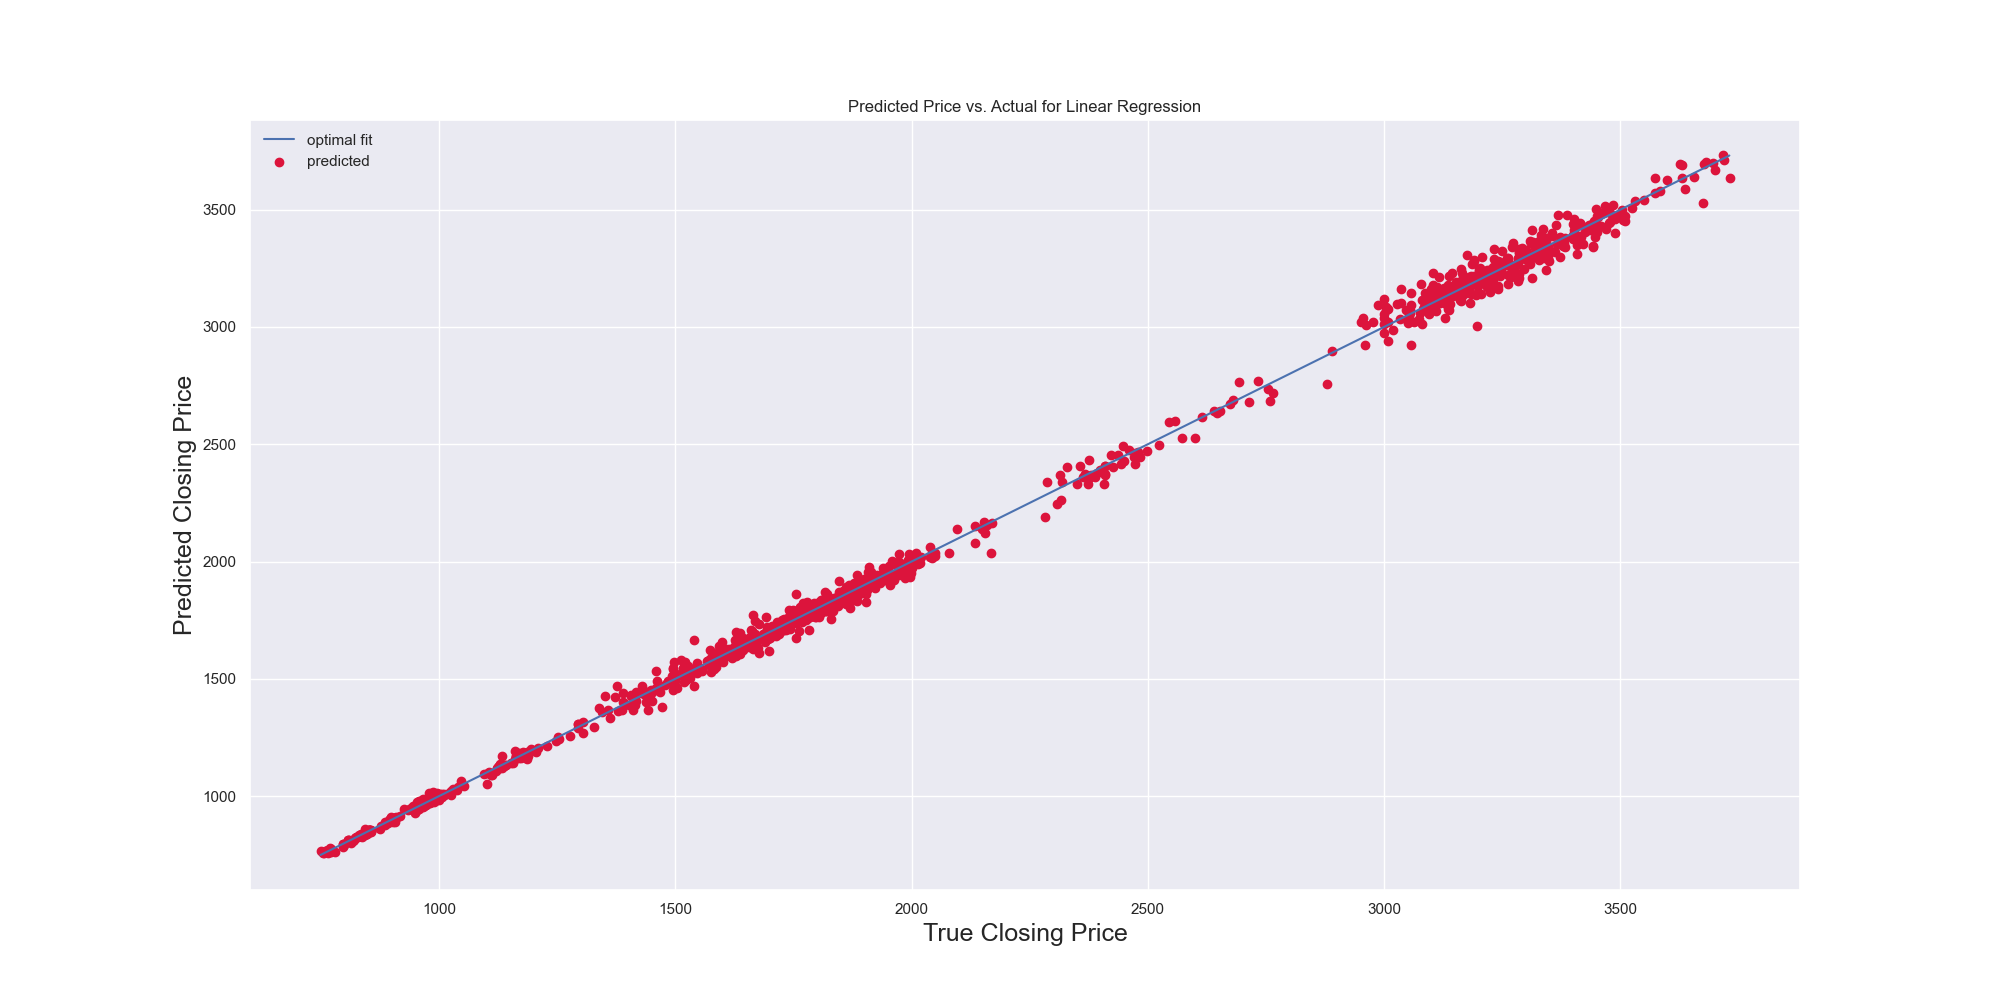 Predicted Price vs. Actual for Linear Regression
optimal fit
predicted
3500
3000
2500
2000
1500
1000
Predicted Closing Price
1000 1500 2000 2500 3000 3500
True Closing Price